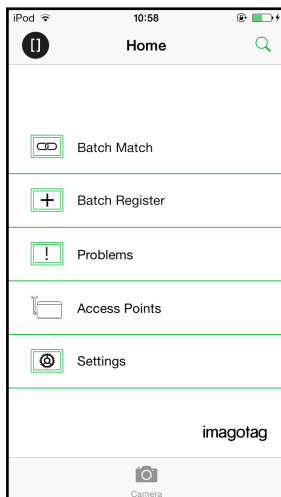 iPod 10:58
[] Home
Batch Match
Batch Register
Problems
Access Points
Settings
imagotag
Camera